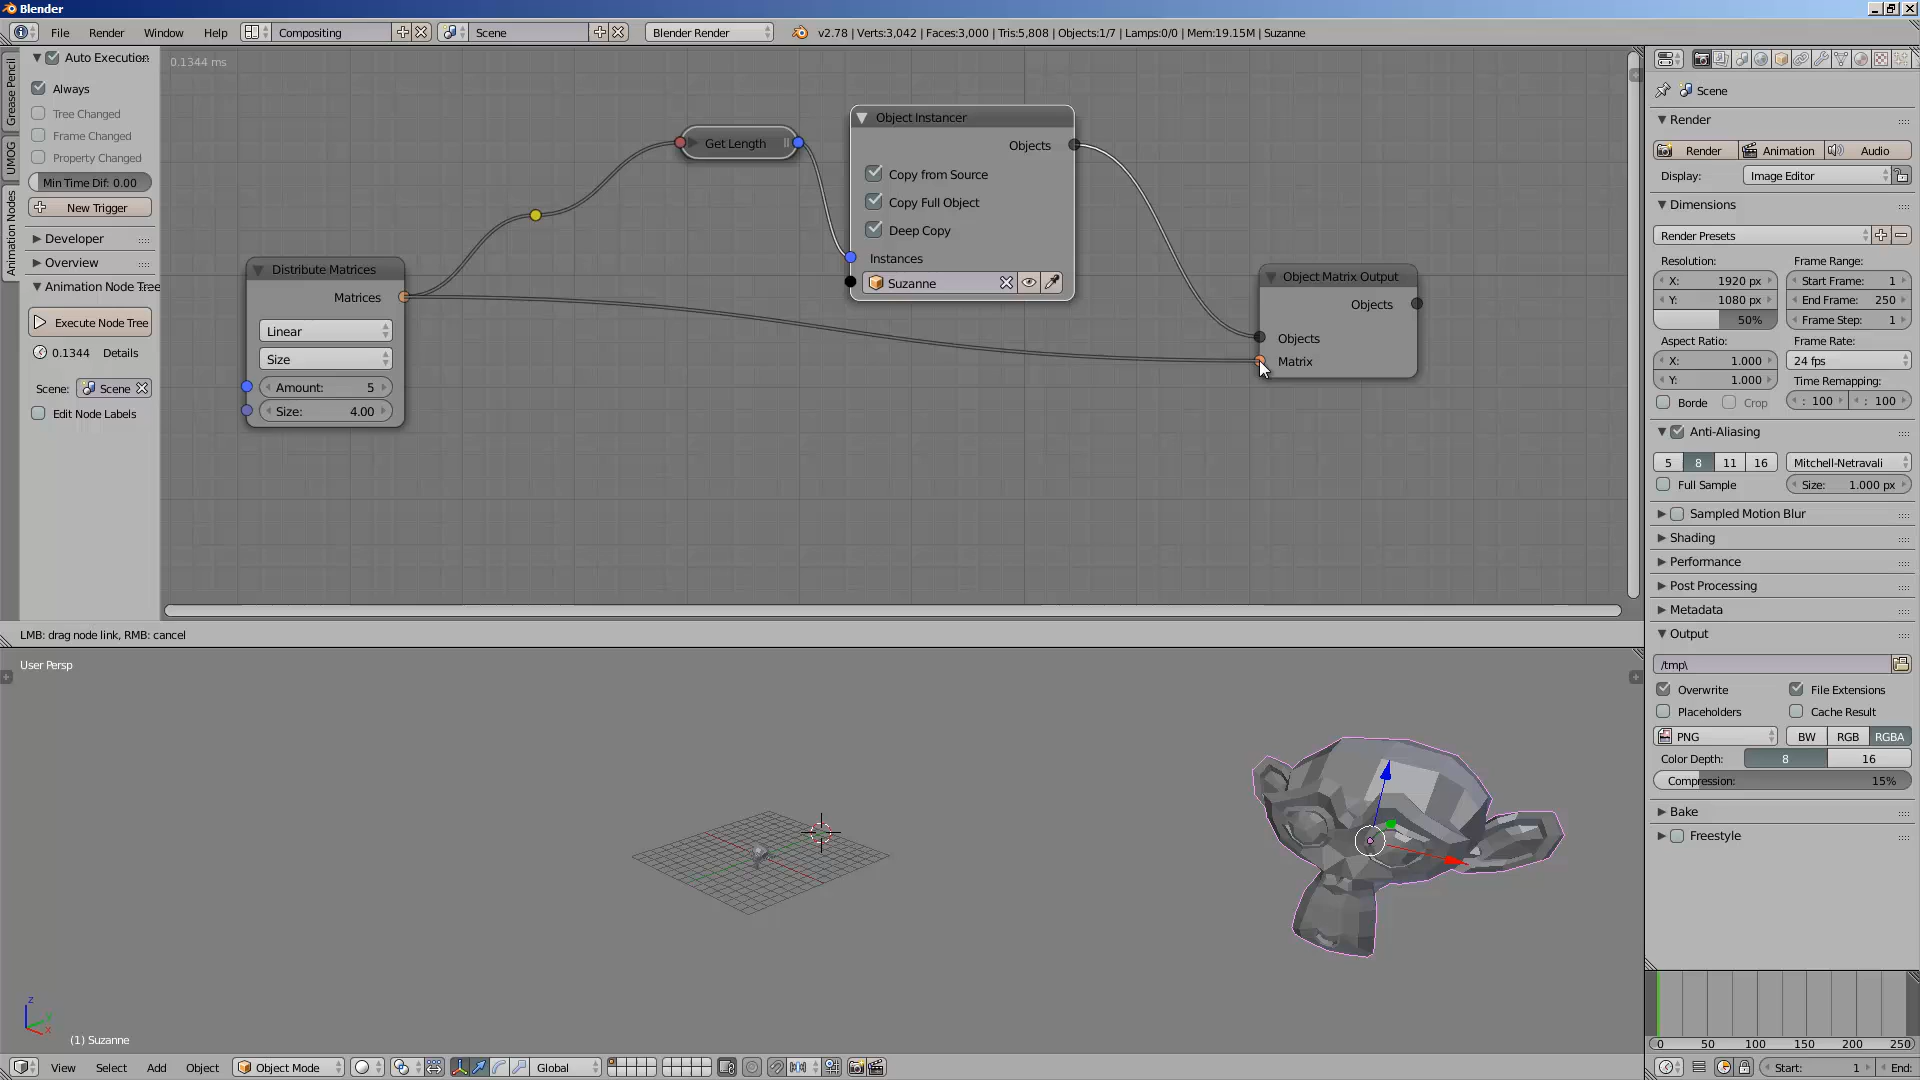 Blender
File Render Window Help Compositing Scene Blender Render v2.78 | Verts:3,042 | Faces:3,000 | Tris:5,808 | Objects:1/7 | Lamps:0/0 | Mem:19.15M | Suzanne
Grease Pencil
UMOG
Animation Nodes
Auto Execution
Always
Tree Changed
Frame Changed
Property Changed
Min Time Dif: 0.00
New Trigger
Developer
Overview
Animation Node Tree
Execute Node Tree
0.1344 Details
Scene: Scene
Edit Node Labels
0.1344 ms
Distribute Matrices
Matrices
Linear
Size
Amount: 5
Size: 4.00
Get Length
Object Instancer
Objects
Copy from Source
Copy Full Object
Deep Copy
Instances
Suzanne
Object Matrix Output
Objects
Objects
Matrix
LMB: drag node link, RMB: cancel
User Persp
z
y
x
(1) Suzanne
View Select Add Object Object Mode Global
Scene
Render
Render Animation Audio
Display: Image Editor
Dimensions
Render Presets
Resolution: Frame Range:
X: 1920 px Start Frame: 1
Y: 1080 px End Frame: 250
50% Frame Step: 1
Aspect Ratio: Frame Rate:
X: 1.000 24 fps
Y: 1.000 Time Remapping:
Borde Crop : 100 : 100
Anti-Aliasing
5 8 11 16 Mitchell-Netravali
Full Sample Size: 1.000 px
Sampled Motion Blur
Shading
Performance
Post Processing
Metadata
Output
/tmp\
Overwrite File Extensions
Placeholders Cache Result
PNG BW RGB RGBA
Color Depth: 8 16
Compression: 15%
Bake
Freestyle
0 50 100 150 200 250
Start: 1 End: